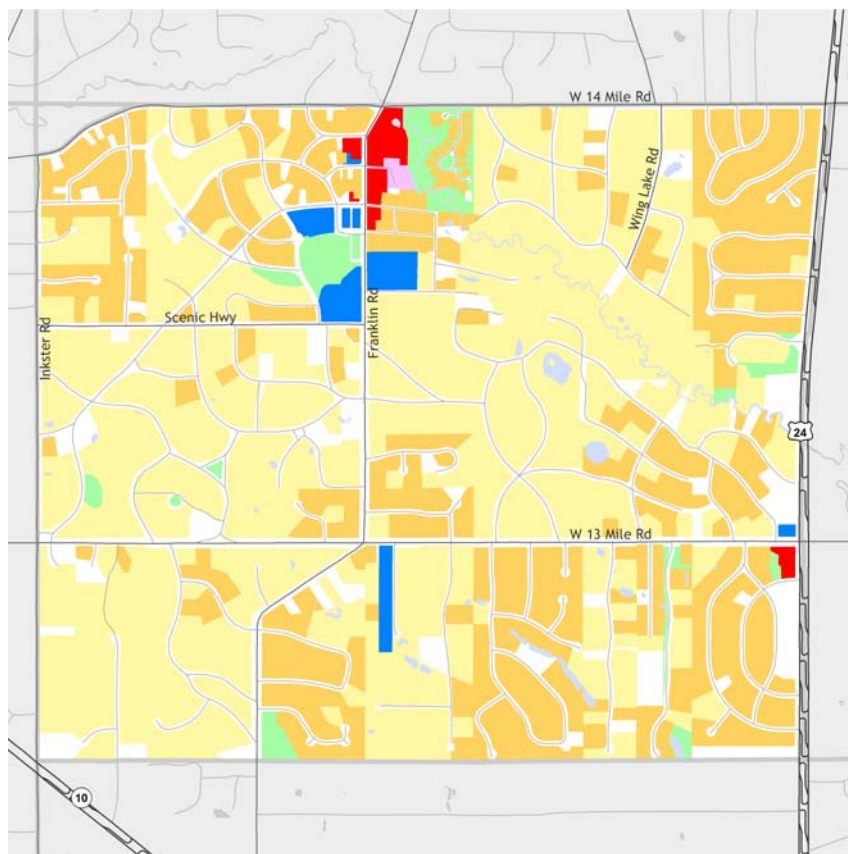 W 14 Mile Rd
Wing Lake Rd
Scenic Hwy
Franklin Rd
Inkster Rd
24
W 13 Mile Rd
10